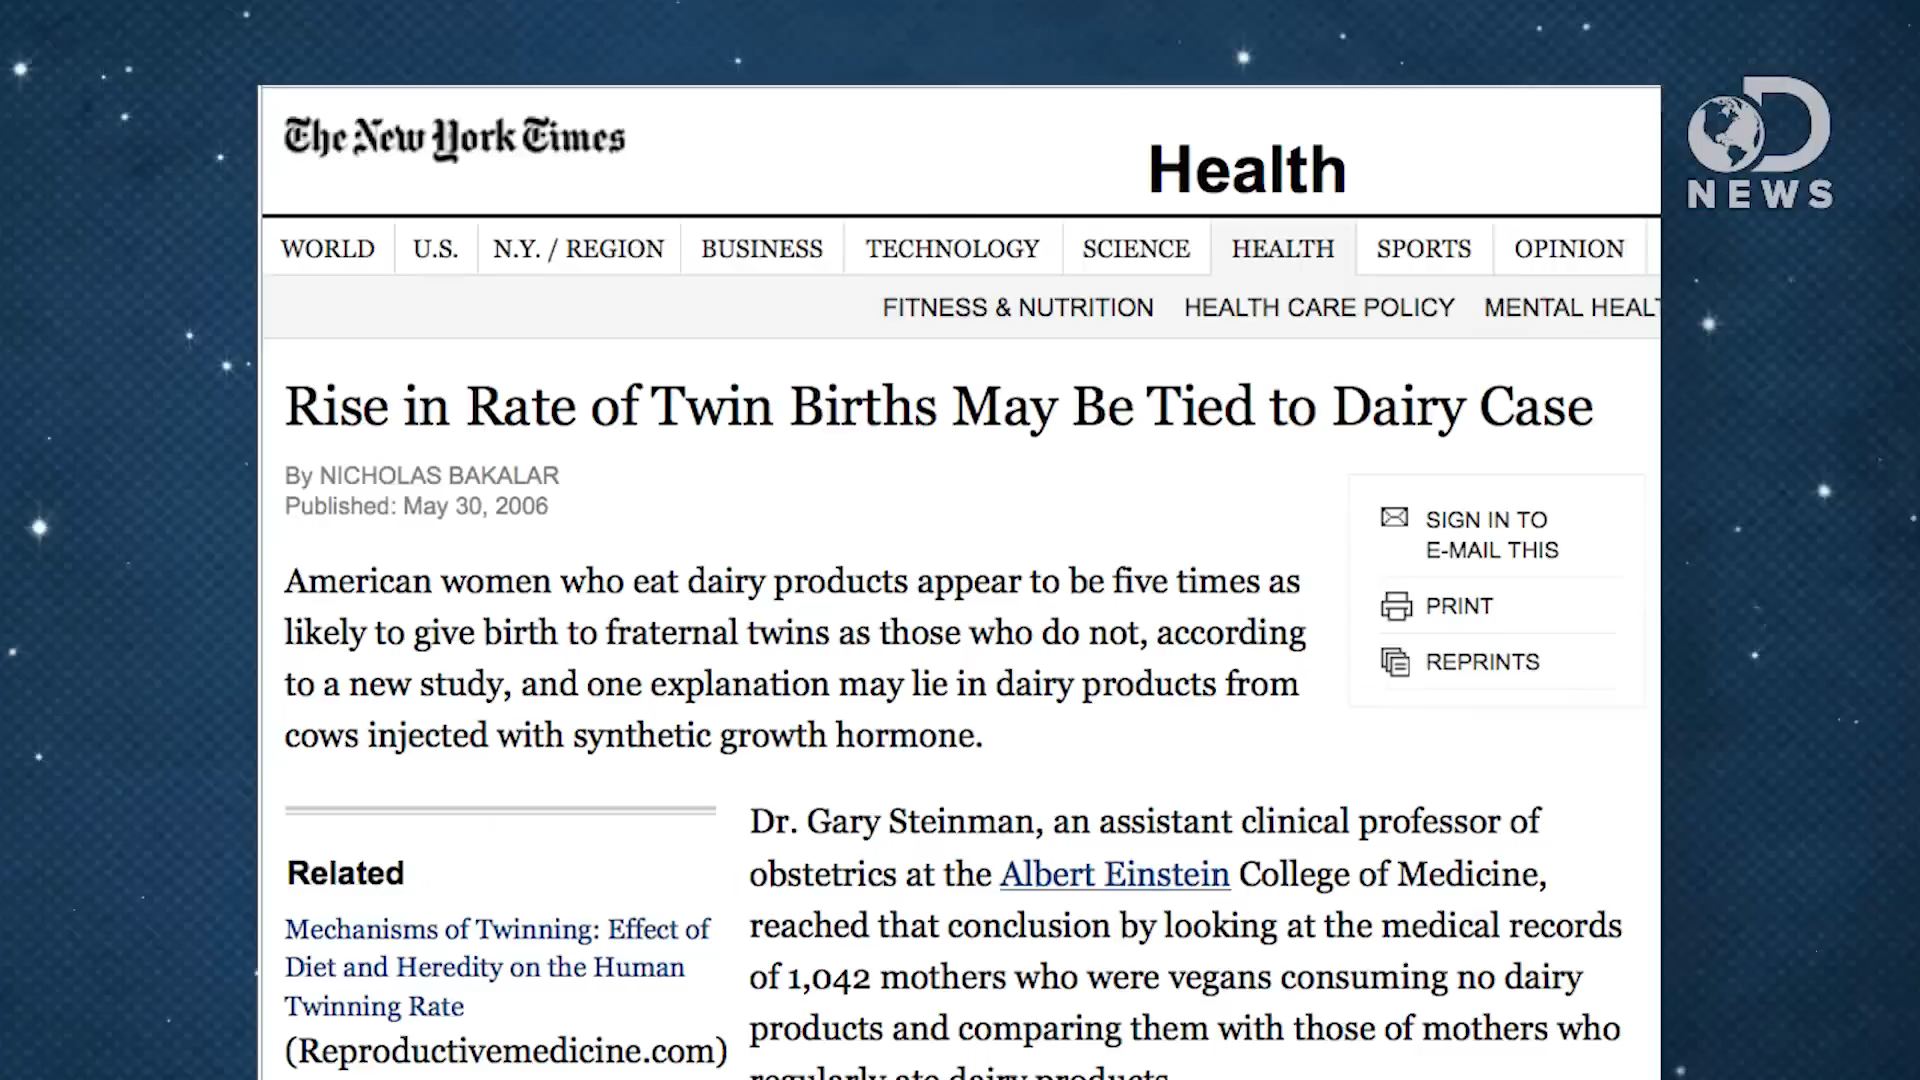 The New York Times
Health
D
NEWS
WORLD U.S. N.Y. / REGION BUSINESS TECHNOLOGY SCIENCE HEALTH SPORTS OPINION
FITNESS & NUTRITION HEALTH CARE POLICY MENTAL HEALT
Rise in Rate of Twin Births May Be Tied to Dairy Case
By NICHOLAS BAKALAR
Published: May 30, 2006
SIGN IN TO
E-MAIL THIS
PRINT
REPRINTS
American women who eat dairy products appear to be five times as
likely to give birth to fraternal twins as those who do not, according
to a new study, and one explanation may lie in dairy products from
cows injected with synthetic growth hormone.
Related
Mechanisms of Twinning: Effect of
Diet and Heredity on the Human
Twinning Rate
(Reproductivemedicine.com)
Dr. Gary Steinman, an assistant clinical professor of
obstetrics at the Albert Einstein College of Medicine,
reached that conclusion by looking at the medical records
of 1,042 mothers who were vegans consuming no dairy
products and comparing them with those of mothers who
regularly ate dairy products.